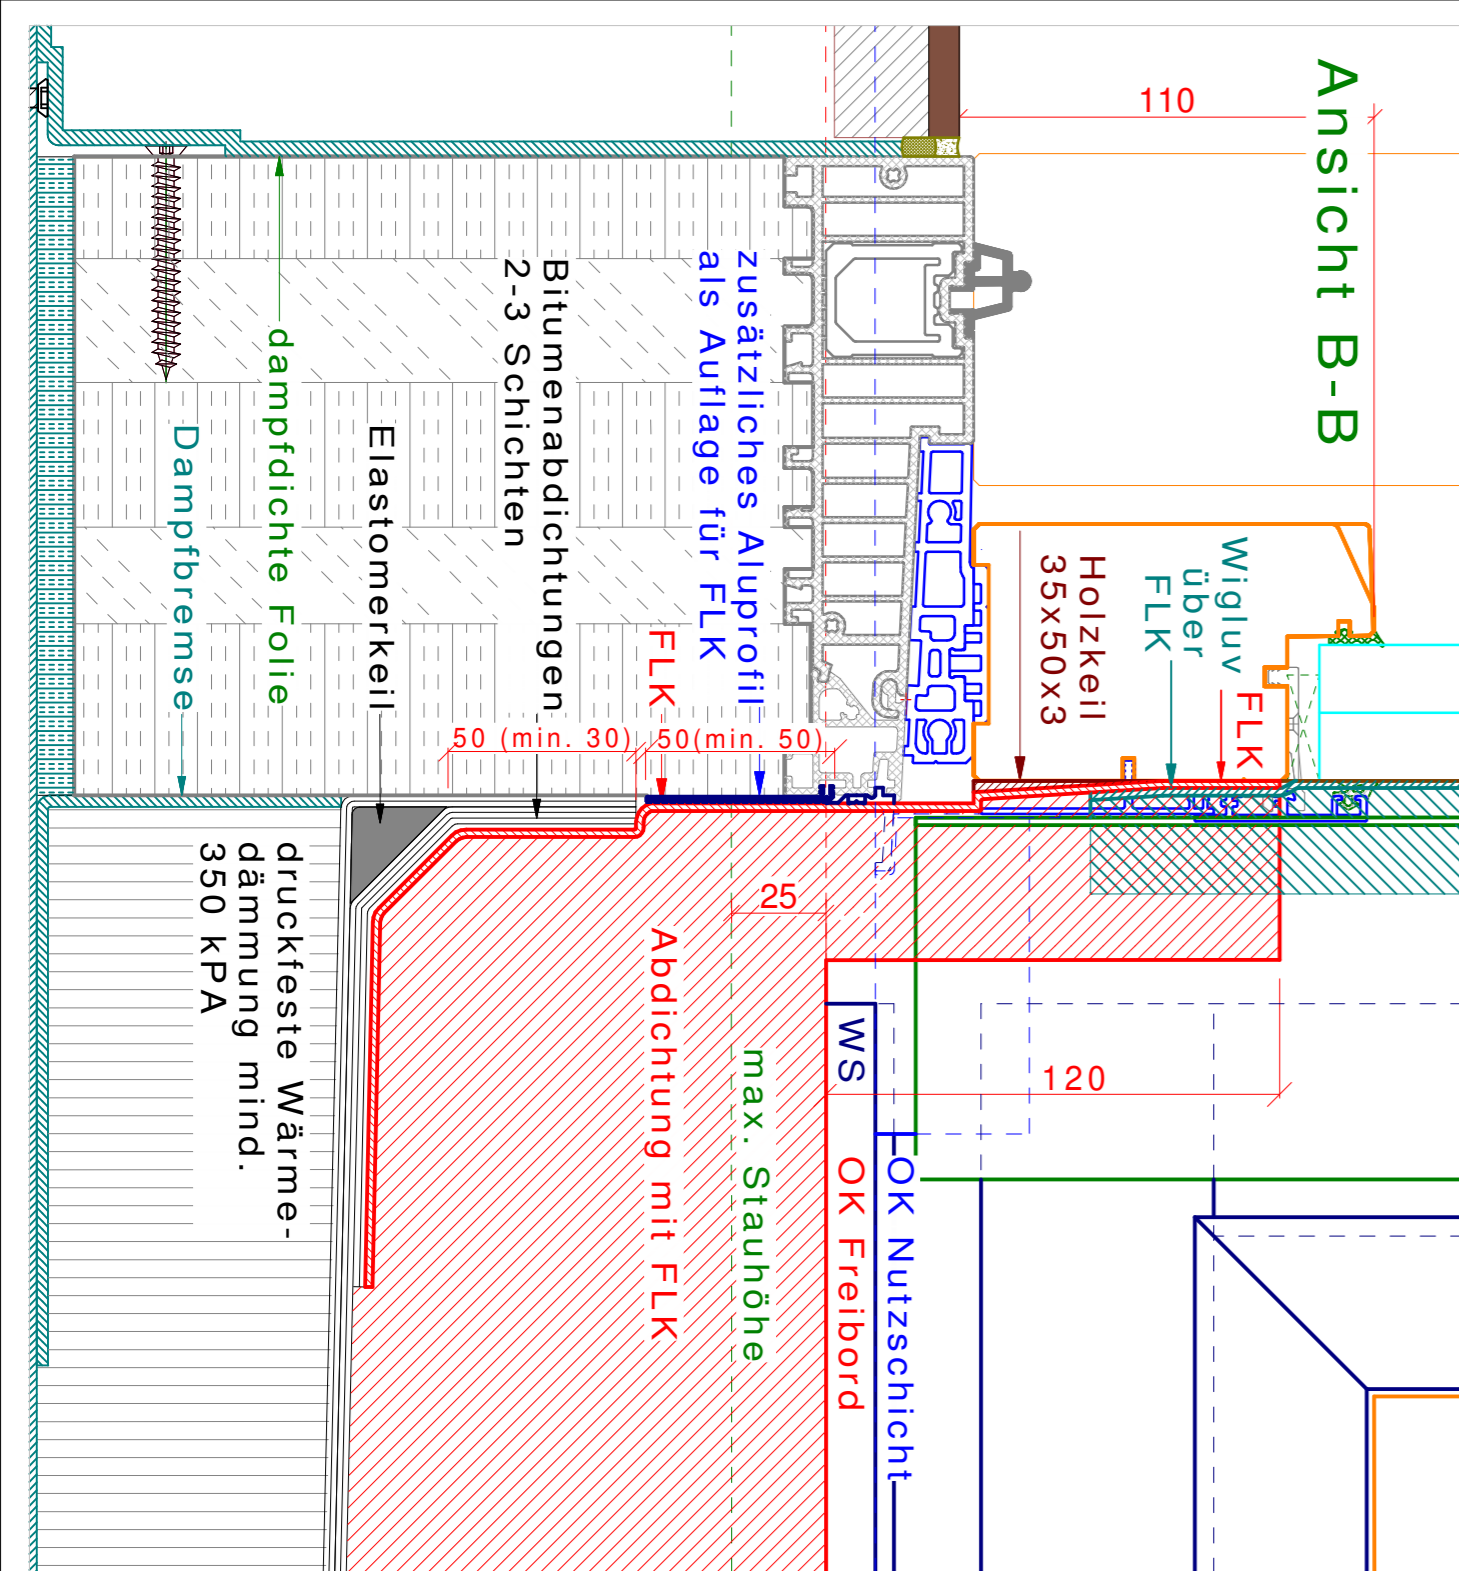 Ansicht B-B
110
Wigluv
über
FLK
FLK
Holzkeil
35x50x3
zusätzliches Aluprofil
als Auflage für FLK
FLK
Bitumenabdichtungen
2-3 Schichten
Elastomerkeil
dampfdichte Folie
Dampfbremse
50 (min. 30)
50(min. 50)
25
120
WS
OK Nutzschicht
OK Freibord
max. Stauhöhe
Abdichtung mit FLK
druckfeste Wärme-
dämmung mind.
350 kPA